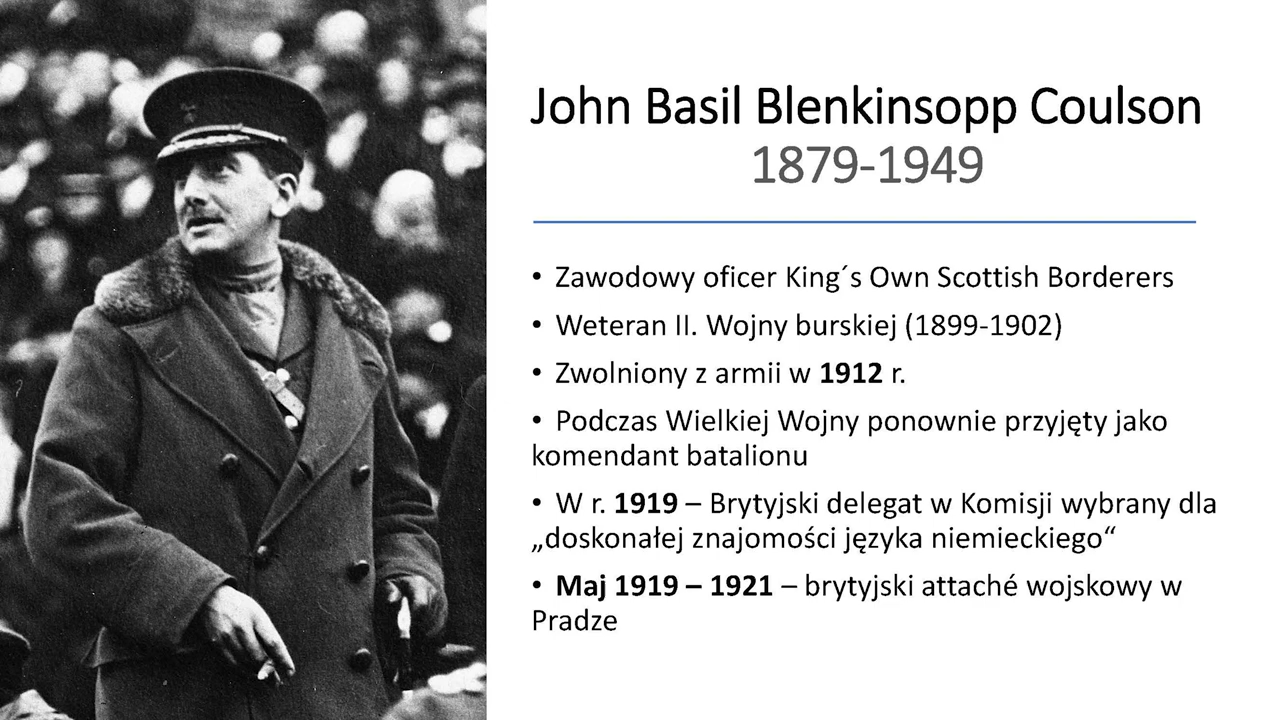 John Basil Blenkinsopp Coulson
1879-1949
• Zawodowy oficer King´s Own Scottish Borderers
• Weteran II. Wojny burskiej (1899-1902)
• Zwolniony z armii w 1912 r.
• Podczas Wielkiej Wojny ponownie przyjęty jako
komendant batalionu
• W r. 1919 – Brytyjski delegat w Komisji wybrany dla
„doskonałej znajomości języka niemieckiego“
• Maj 1919 – 1921 – brytyjski attaché wojskowy w
Pradze